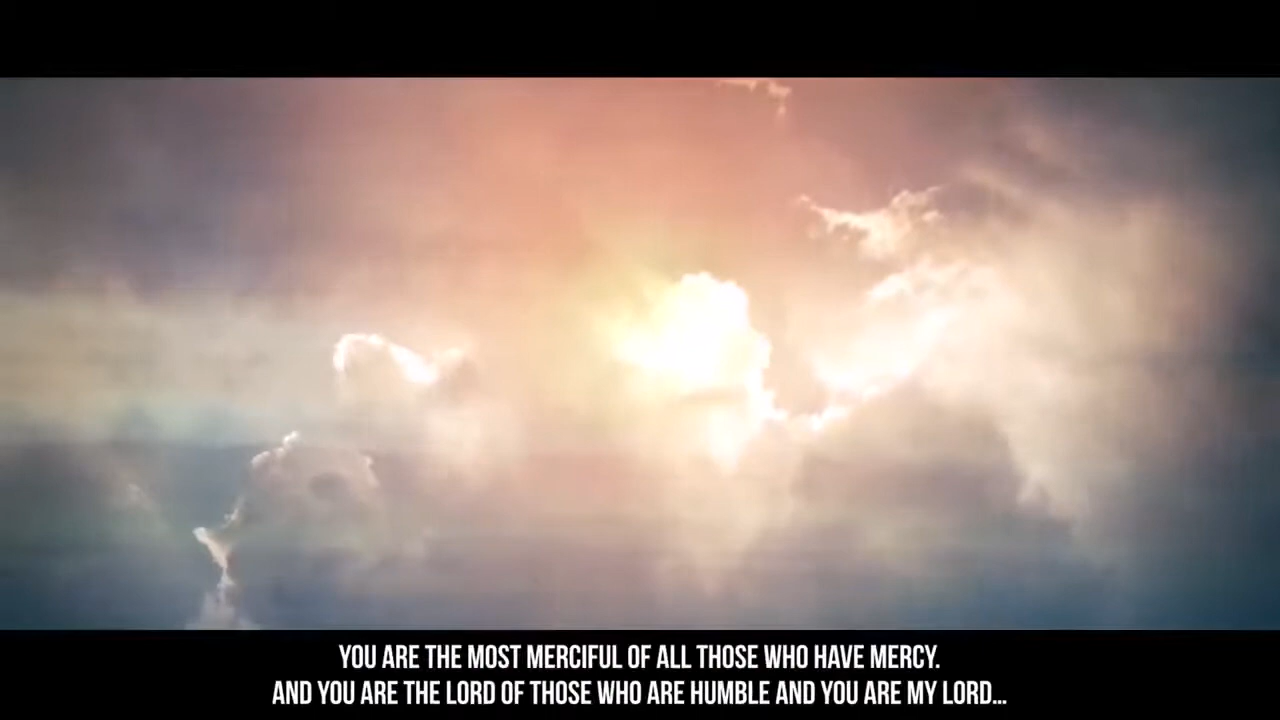 YOU ARE THE MOST MERCIFUL OF ALL THOSE WHO HAVE MERCY.
AND YOU ARE THE LORD OF THOSE WHO ARE HUMBLE AND YOU ARE MY LORD...